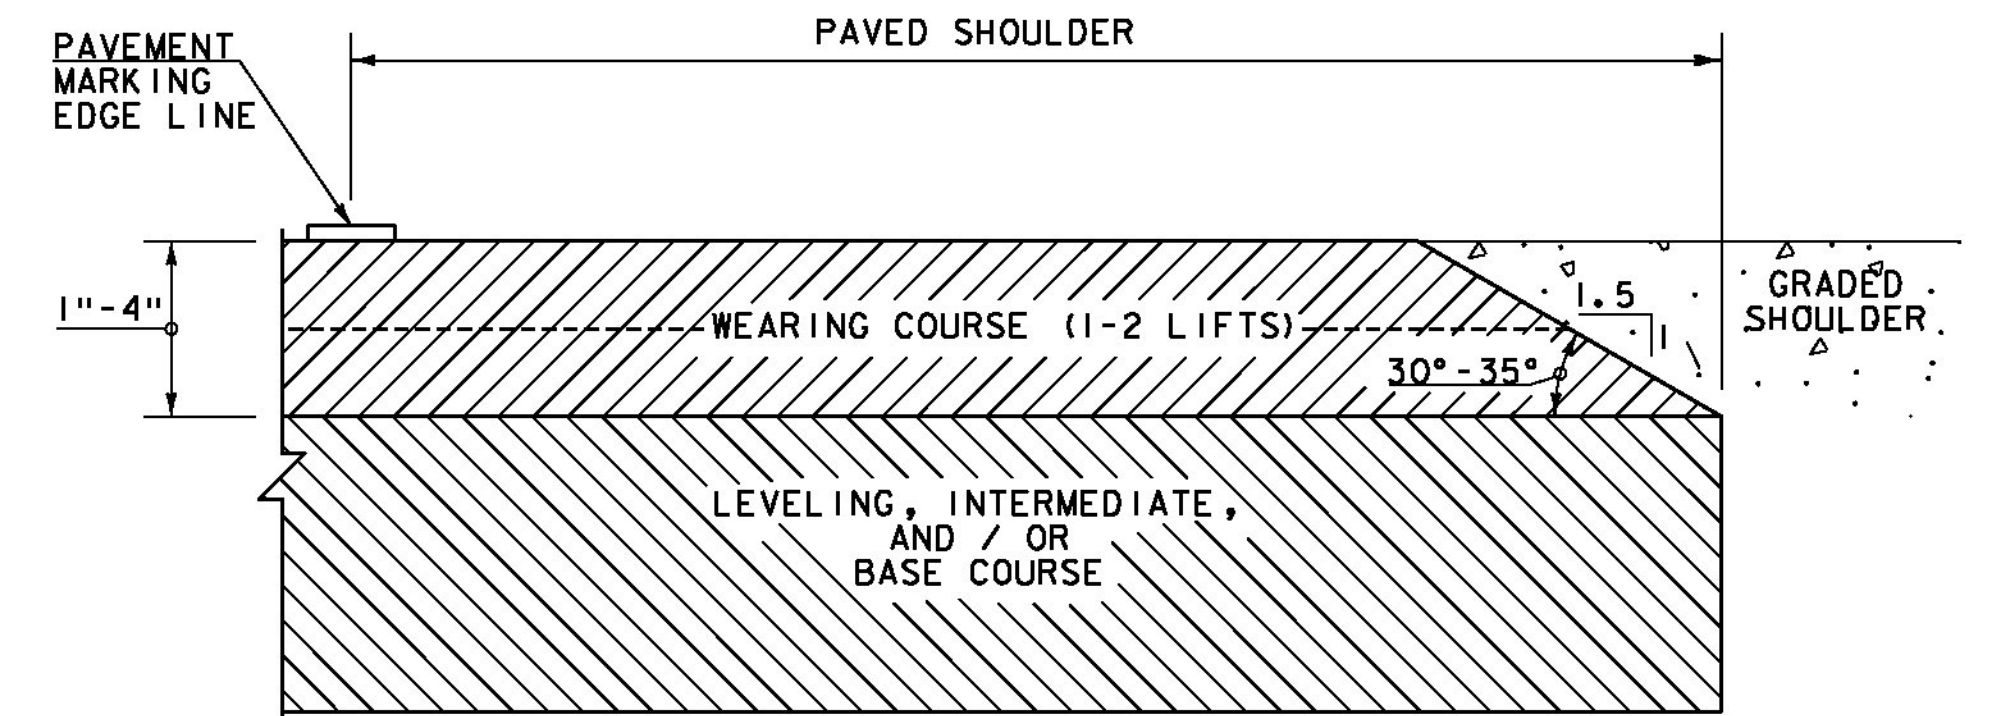 PAVED SHOULDER
PAVEMENT
MARKING
EDGE LINE
1"-4"
WEARING COURSE (1-2 LIFTS)
1.5
1
30°-35°
GRADED
SHOULDER
LEVELING, INTERMEDIATE,
AND / OR
BASE COURSE